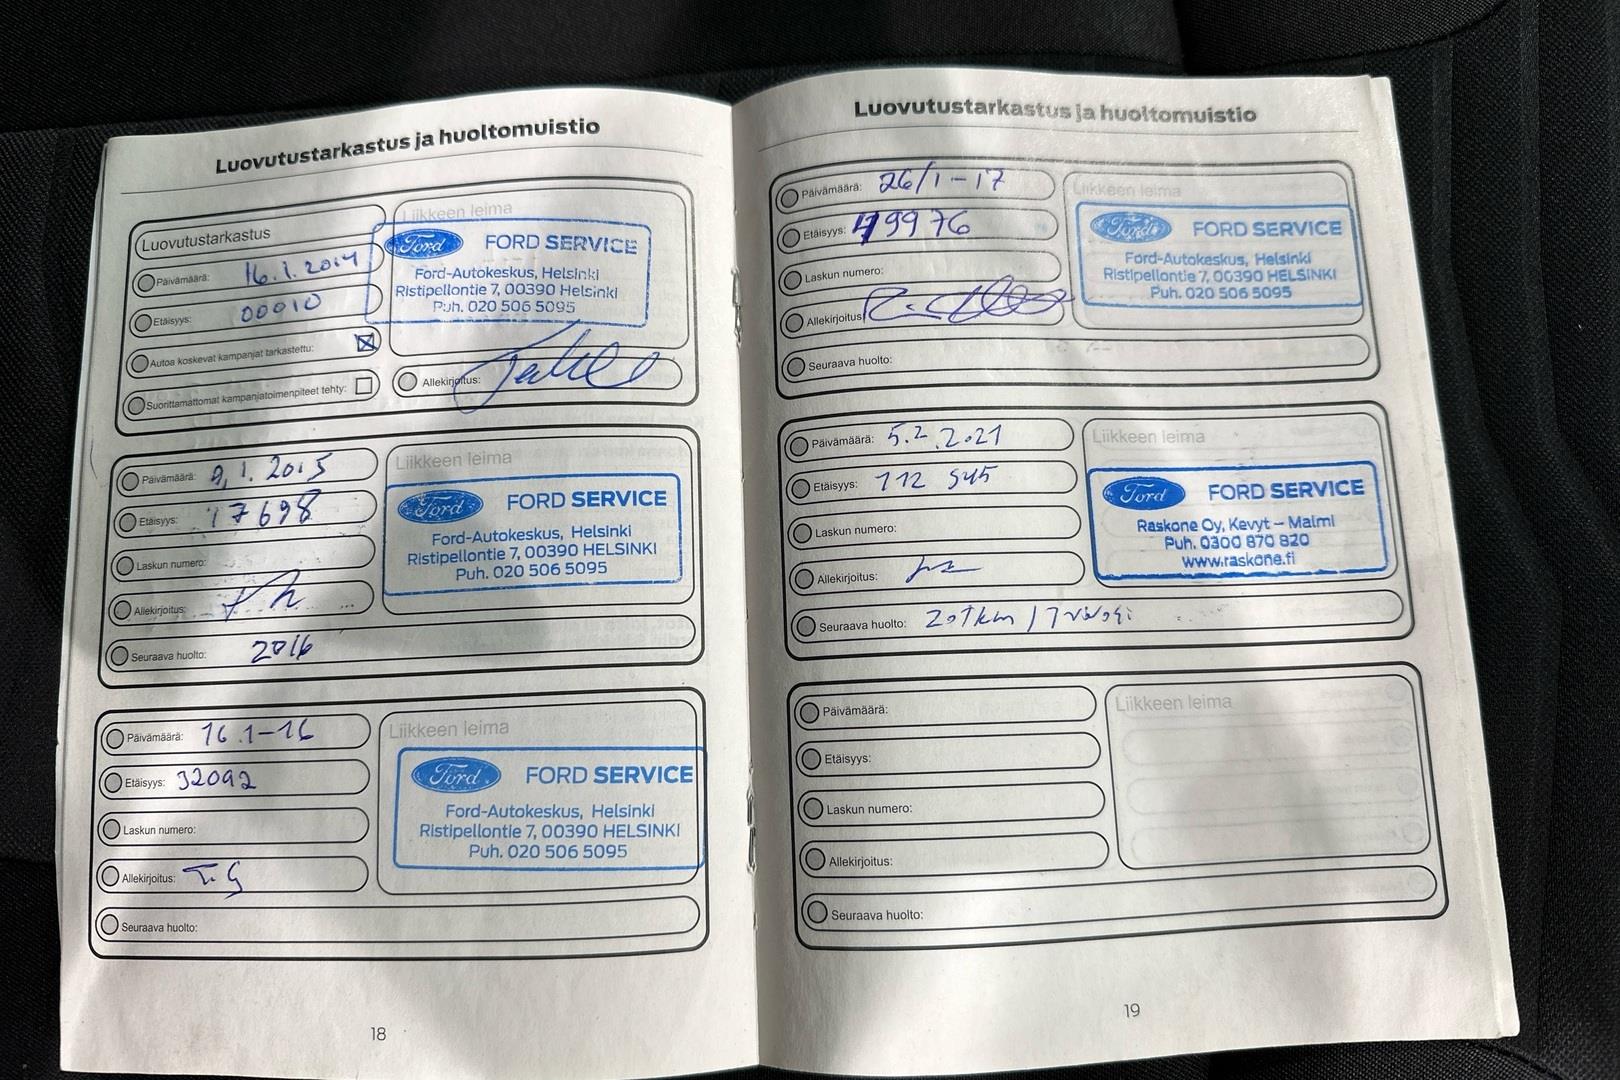 Luovutustarkastus ja huoltomuistio
Luovutustarkastus
Päivämäärä: 16.1.2014
Etäisyys: 00010
Autoa koskevat kampanjat tarkastettu:
Suorittamattomat kampanjatoimenpiteet tehty:
Liikkeen leima
Ford FORD SERVICE
Ford-Autokeskus, Helsinki
Ristipellontie 7, 00390 Helsinki
Puh. 020 506 5095
Allekirjoitus:
Päivämäärä: 9.1.2015
Etäisyys: 17698
Laskun numero:
Allekirjoitus:
Seuraava huolto: 2016
Liikkeen leima
Ford FORD SERVICE
Ford-Autokeskus, Helsinki
Ristipellontie 7, 00390 HELSINKI
Puh. 020 506 5095
Päivämäärä: 16.1-16
Etäisyys: 32092
Laskun numero:
Allekirjoitus: T.G
Seuraava huolto:
Liikkeen leima
Ford FORD SERVICE
Ford-Autokeskus, Helsinki
Ristipellontie 7, 00390 HELSINKI
Puh. 020 506 5095
18
Luovutustarkastus ja huoltomuistio
Päivämäärä: 26/1-17
Etäisyys: 49976
Laskun numero:
Allekirjoitus:
Seuraava huolto:
Liikkeen leima
Ford FORD SERVICE
Ford-Autokeskus, Helsinki
Ristipellontie 7, 00390 HELSINKI
Puh. 020 506 5095
Päivämäärä: 5.2.2021
Etäisyys: 112 545
Laskun numero:
Allekirjoitus:
Seuraava huolto: 20Tkm / 1 vuosi
Liikkeen leima
Ford FORD SERVICE
Raskone Oy, Kevyt – Malmi
Puh. 0300 870 820
www.raskone.fi
Päivämäärä:
Etäisyys:
Laskun numero:
Allekirjoitus:
Seuraava huolto:
Liikkeen leima
19